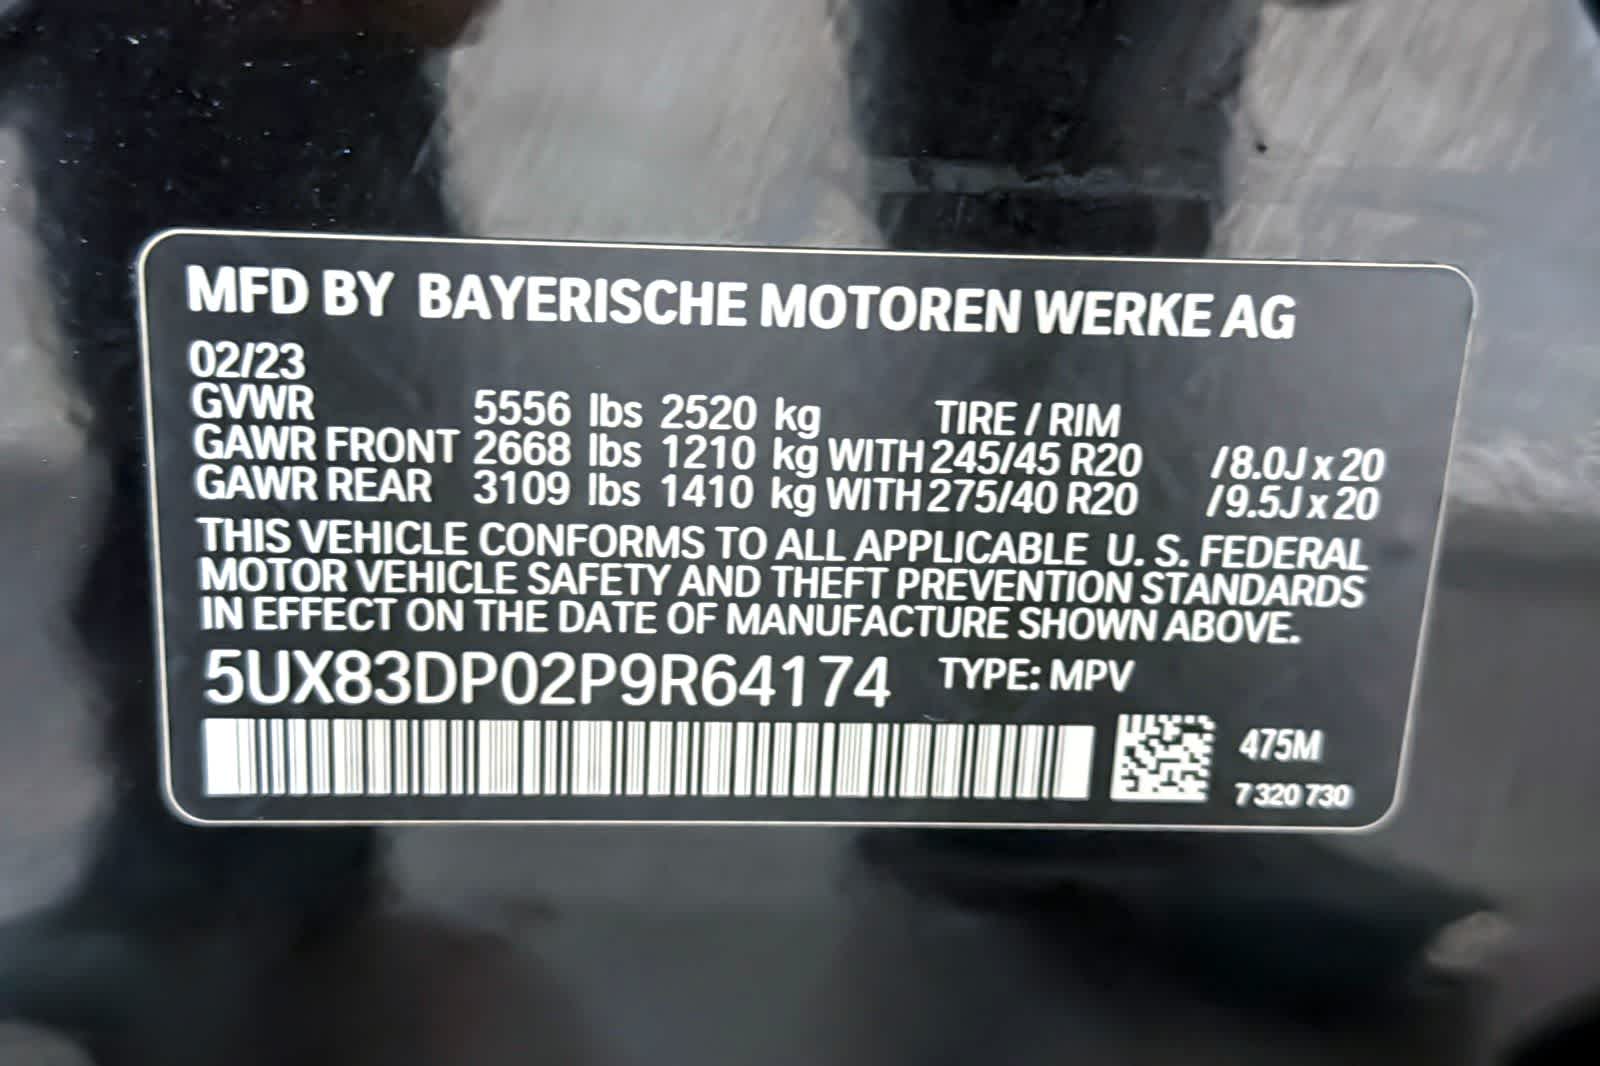 MFD BY BAYERISCHE MOTOREN WERKE AG
02/23
GVWR 5556 lbs 2520 kg TIRE / RIM
GAWR FRONT 2668 lbs 1210 kg WITH 245/45 R20 /8.0J x 20
GAWR REAR 3109 lbs 1410 kg WITH 275/40 R20 /9.5J x 20
THIS VEHICLE CONFORMS TO ALL APPLICABLE U. S. FEDERAL
MOTOR VEHICLE SAFETY AND THEFT PREVENTION STANDARDS
IN EFFECT ON THE DATE OF MANUFACTURE SHOWN ABOVE.
5UX83DP02P9R64174 TYPE: MPV
475M
7 320 730